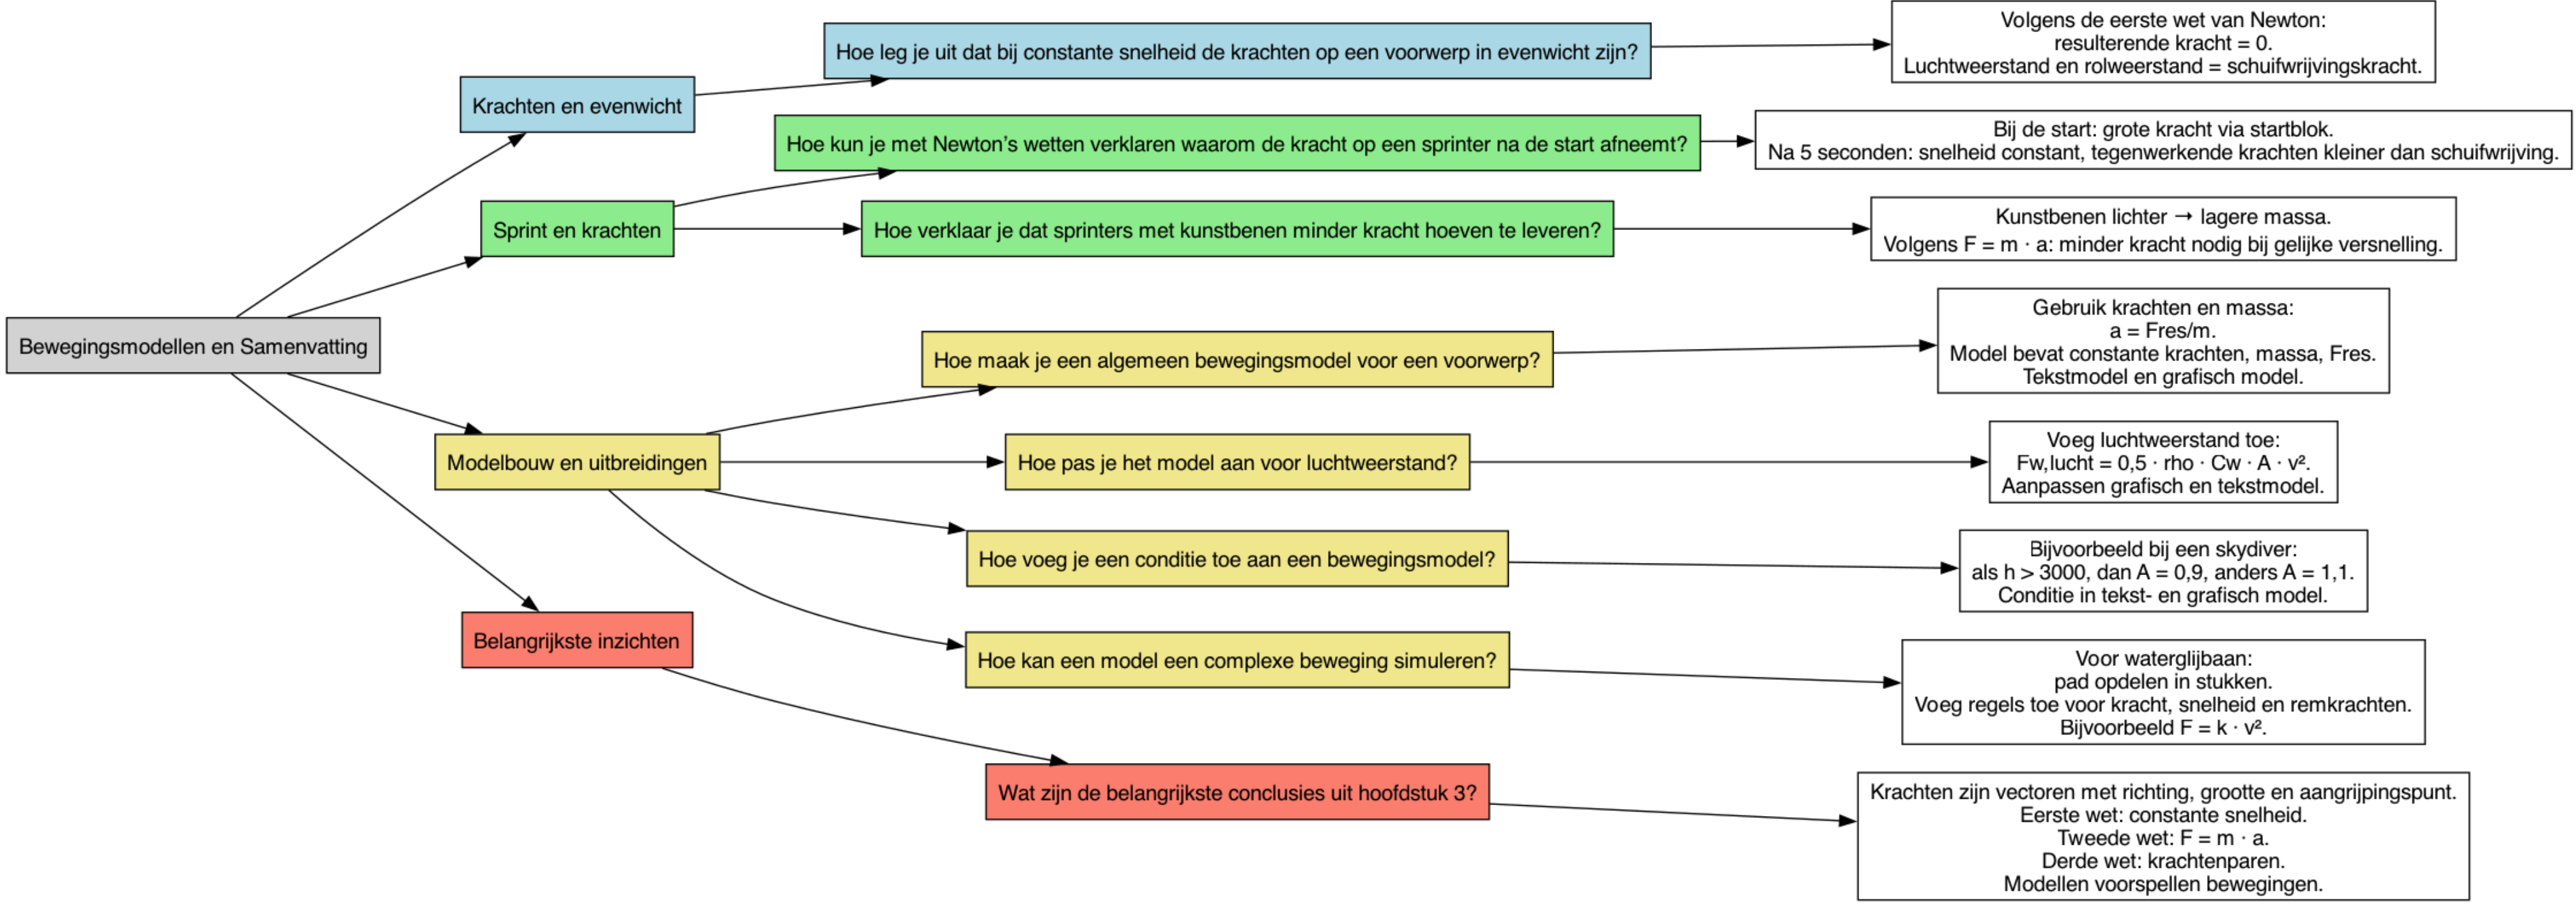 Bewegingsmodellen en Samenvatting
Krachten en evenwicht
Hoe leg je uit dat bij constante snelheid de krachten op een voorwerp in evenwicht zijn?
Volgens de eerste wet van Newton:
resulterende kracht = 0.
Luchtweerstand en rolweerstand = schuifwrijvingskracht.
Sprint en krachten
Hoe kun je met Newton’s wetten verklaren waarom de kracht op een sprinter na de start afneemt?
Bij de start: grote kracht via startblok.
Na 5 seconden: snelheid constant, tegenwerkende krachten kleiner dan schuifwrijving.
Hoe verklaar je dat sprinters met kunstbenen minder kracht hoeven te leveren?
Kunstbenen lichter → lagere massa.
Volgens F = m · a: minder kracht nodig bij gelijke versnelling.
Modelbouw en uitbreidingen
Hoe maak je een algemeen bewegingsmodel voor een voorwerp?
Gebruik krachten en massa:
a = Fres/m.
Model bevat constante krachten, massa, Fres.
Tekstmodel en grafisch model.
Hoe pas je het model aan voor luchtweerstand?
Voeg luchtweerstand toe:
Fw,lucht = 0,5 · rho · Cw · A · v².
Aanpassen grafisch en tekstmodel.
Hoe voeg je een conditie toe aan een bewegingsmodel?
Bijvoorbeeld bij een skydiver:
als h > 3000, dan A = 0,9, anders A = 1,1.
Conditie in tekst- en grafisch model.
Hoe kan een model een complexe beweging simuleren?
Voor waterglijbaan:
pad opdelen in stukken.
Voeg regels toe voor kracht, snelheid en remkrachten.
Bijvoorbeeld F = k · v².
Belangrijkste inzichten
Wat zijn de belangrijkste conclusies uit hoofdstuk 3?
Krachten zijn vectoren met richting, grootte en aangrijpingspunt.
Eerste wet: constante snelheid.
Tweede wet: F = m · a.
Derde wet: krachtenparen.
Modellen voorspellen bewegingen.